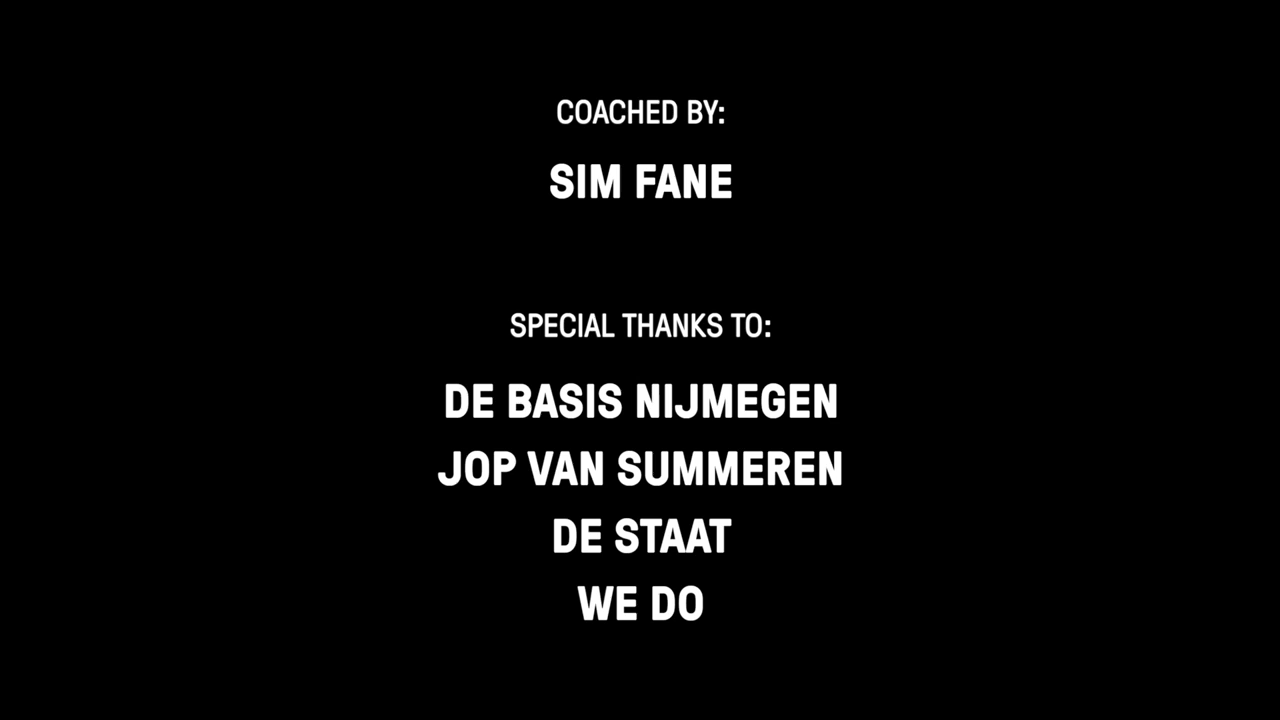 COACHED BY:
SIM FANE
SPECIAL THANKS TO:
DE BASIS NIJMEGEN
JOP VAN SUMMEREN
DE STAAT
WE DO